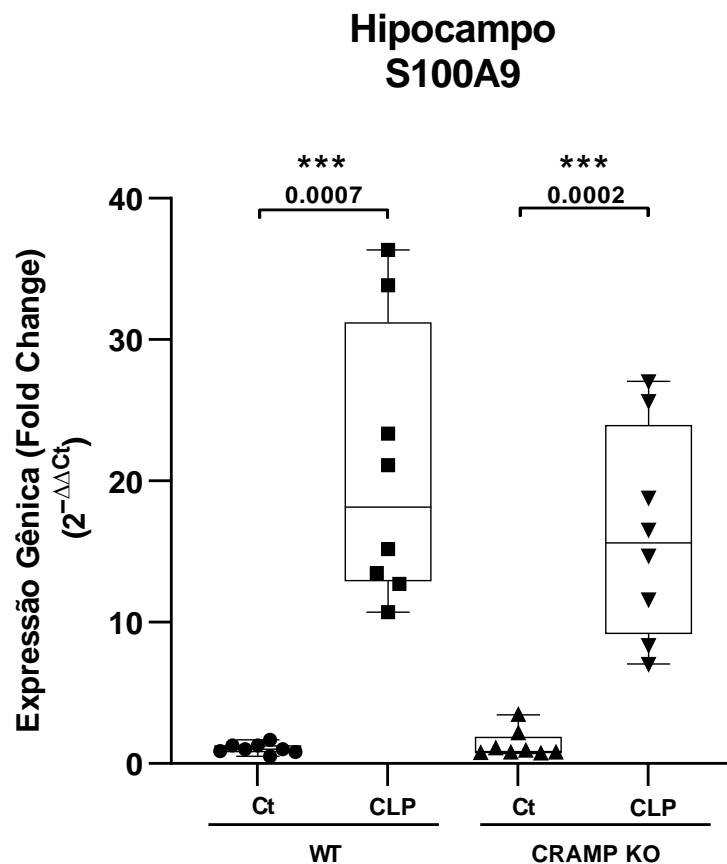 Hipocampo
S100A9
*** ***
0.0007 0.0002
Expressão Gênica (Fold Change)
(2^−ΔΔCt)
40
30
20
10
0
Ct CLP Ct CLP
WT CRAMP KO